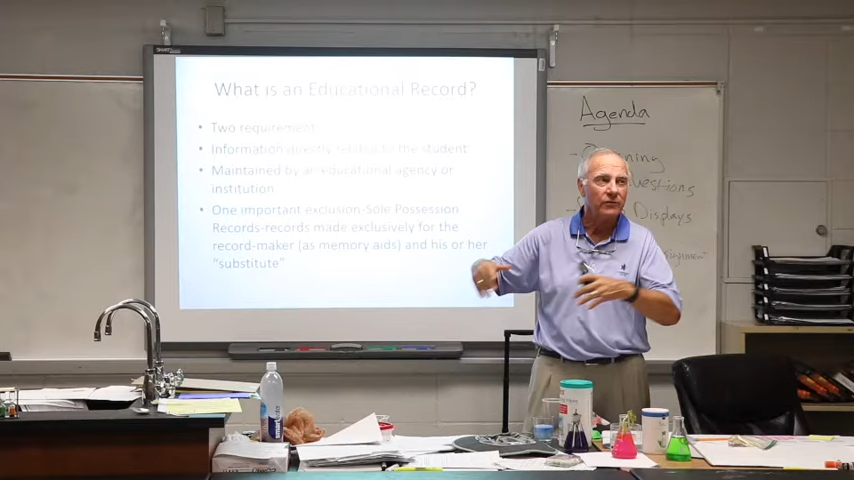 What is an Educational Record?
• Two requirement
• Information directly related to the student
• Maintained by an educational agency or
institution
• One important exclusion-Sole Possession
Records-records made exclusively for the
record-maker (as memory aids) and his or her
"substitute"
Agenda
Displays
smart